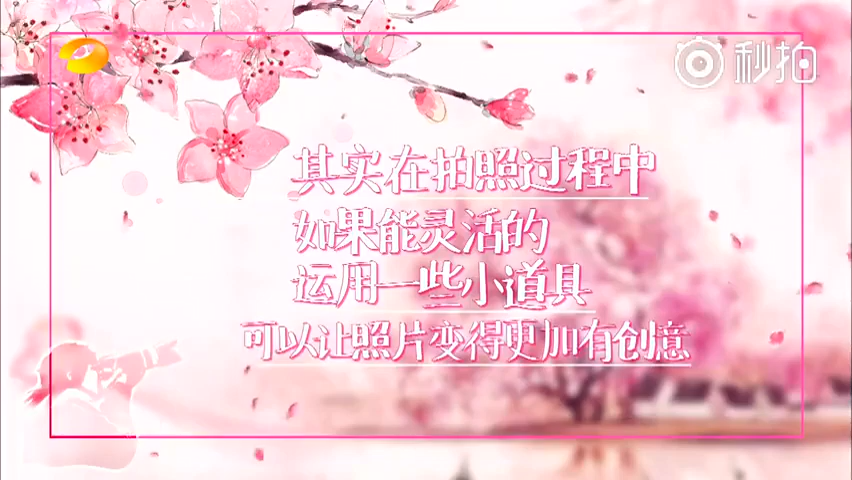 秒拍
其实在拍照过程中
如果能灵活的
运用一些小道具
可以让照片变得更加有创意